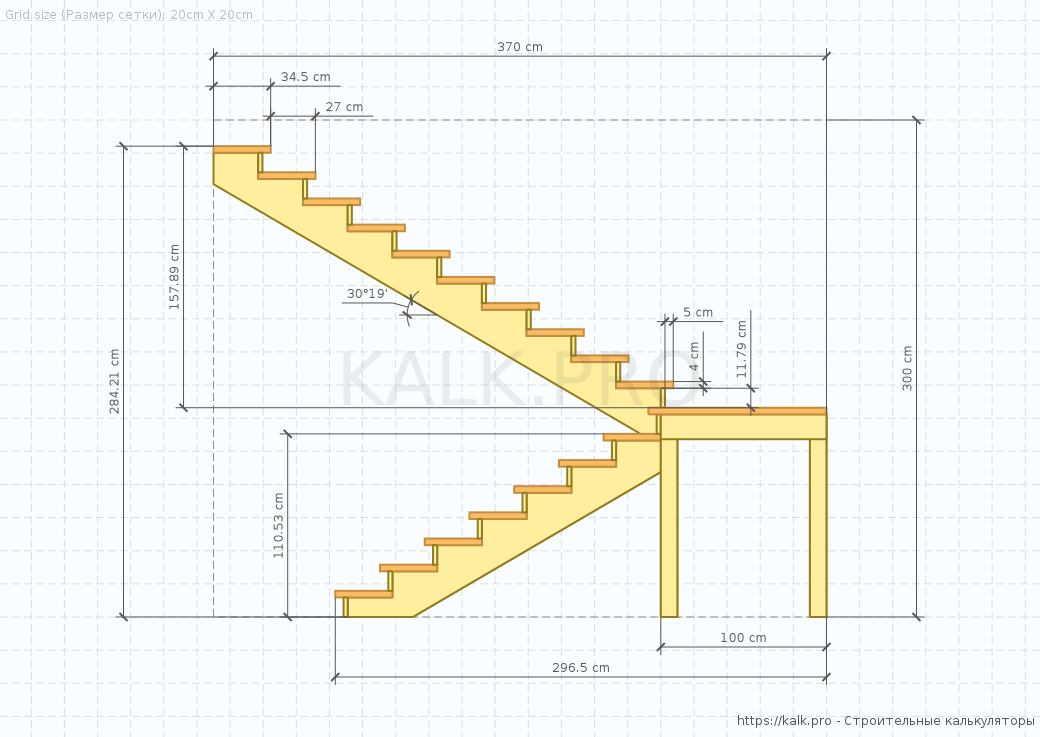 Grid size (Размер сетки): 20cm X 20cm
370 cm
34.5 cm
27 cm
157.89 cm
30°19'
5 cm
4 cm
11.79 cm
284.21 cm
300 cm
KALK.PRO
110.53 cm
100 cm
296.5 cm
https://kalk.pro - Строительные калькуляторы